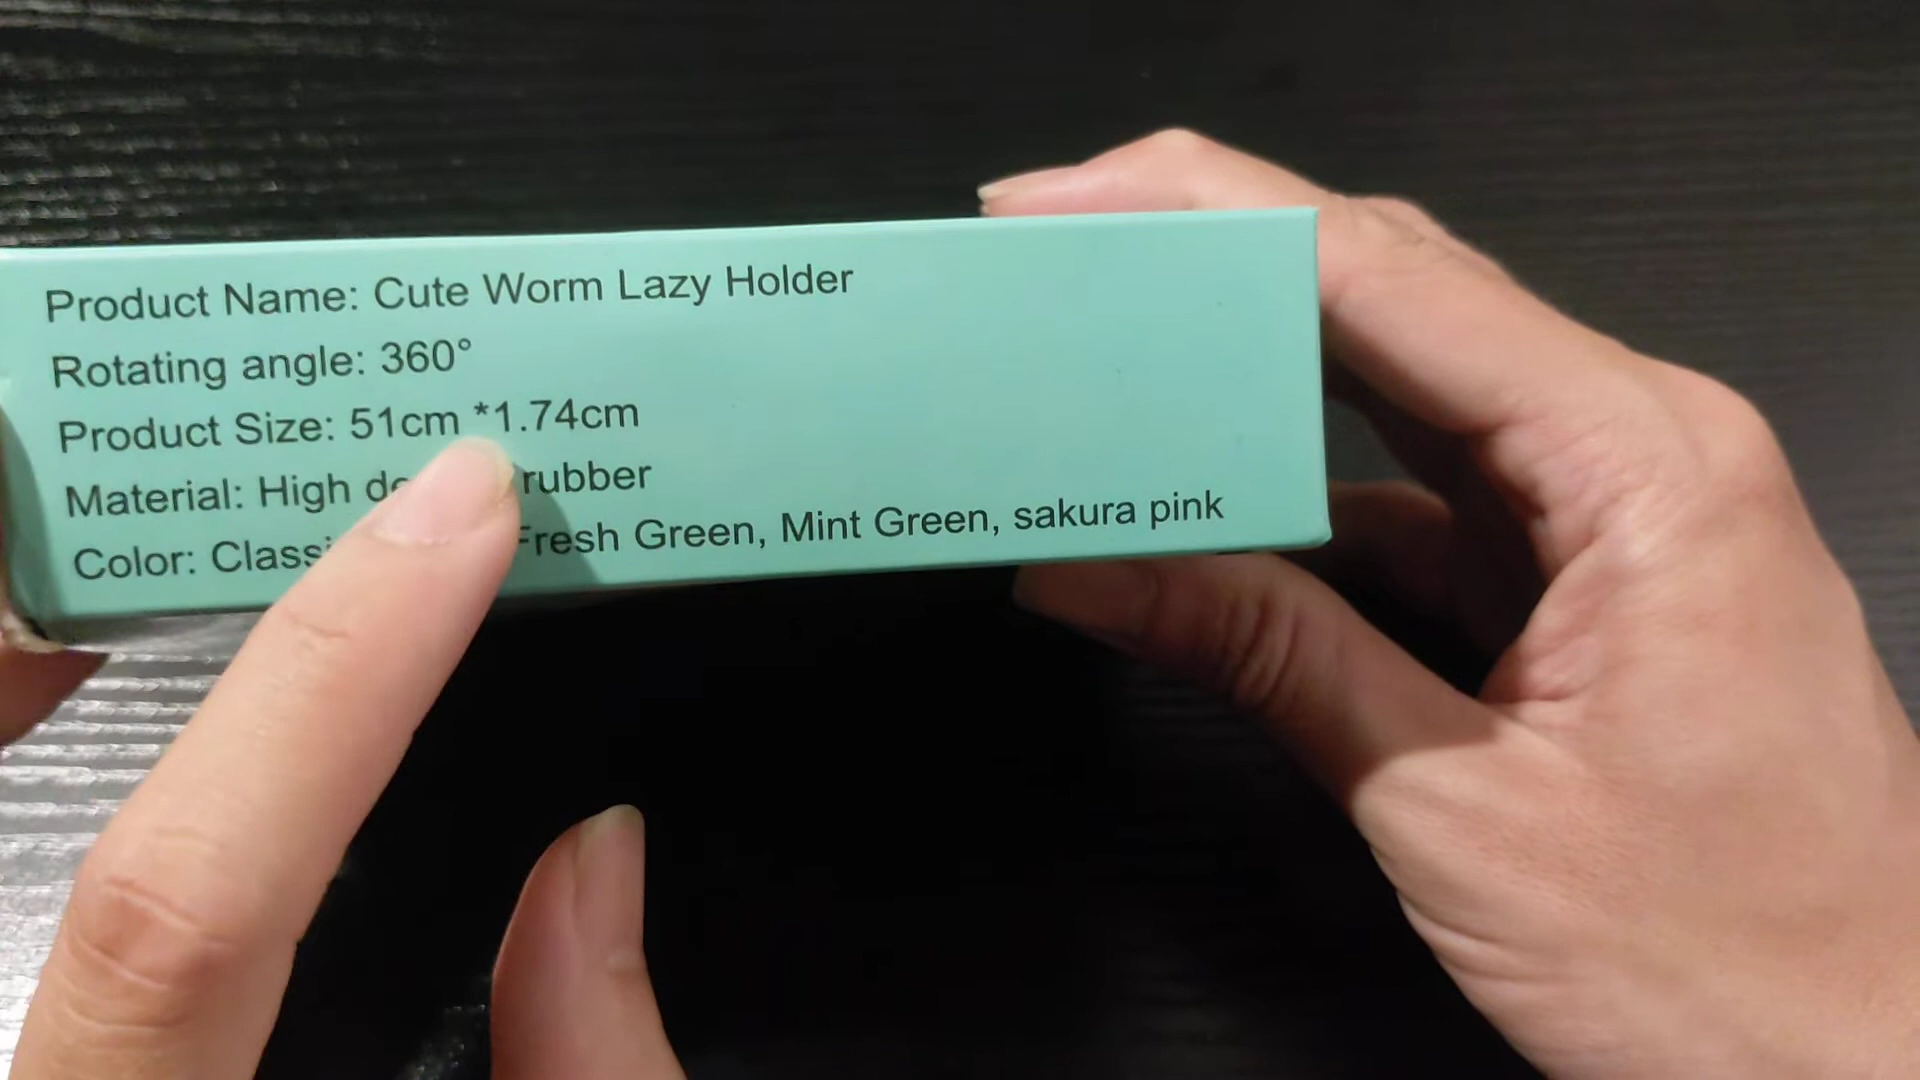 Product Name: Cute Worm Lazy Holder
Rotating angle: 360°
Product Size: 51cm *1.74cm
Material: High rubber
Color: Fresh Green, Mint Green, sakura pink